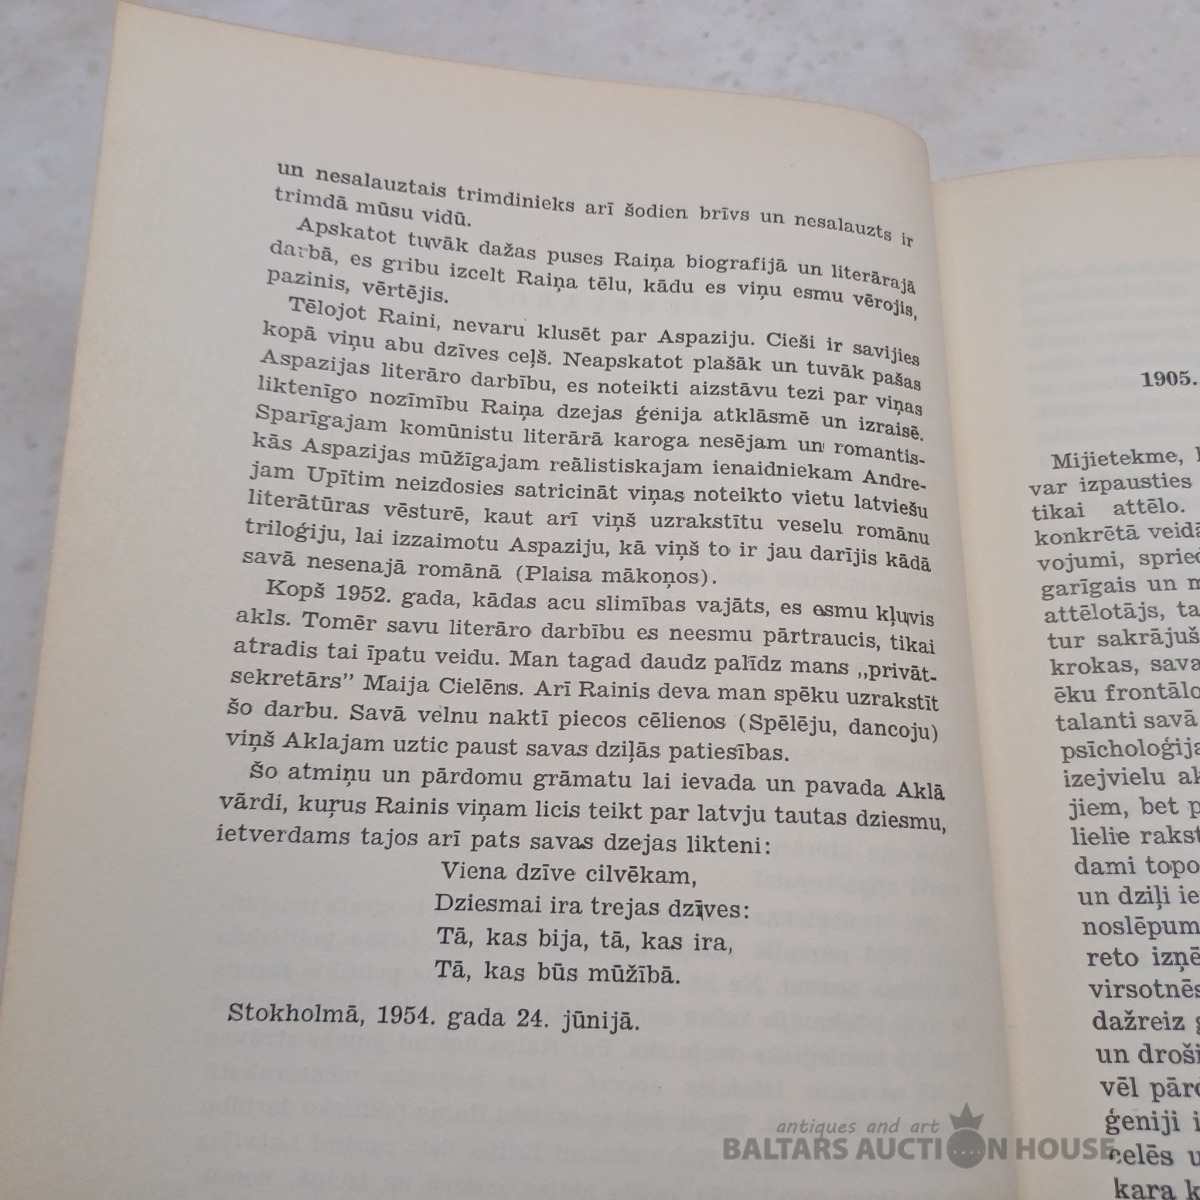 un nesalauztais trimdinieks arī šodien brīvs un nesalauzts ir
trimdā mūsu vidū.
Apskatot tuvāk dažas puses Raiņa biografijā un literārajā
darbā, es gribu izcelt Raiņa tēlu, kādu es viņu esmu vērojis,
pazinis, vērtējis.
Tēlojot Raini, nevaru klusēt par Aspaziju. Cieši ir savijies
kopā viņu abu dzīves ceļš. Neapskatot plašāk un tuvāk pašas
Aspazijas literāro darbību, es noteikti aizstāvu tezi par viņas
liktenīgo nozīmību Raiņa dzejas ģēnija atklāsmē un izraisē.
Sparīgajam komūnistu literārā karoga nesējam un romantis-
kās Aspazijas mūžīgajam reālistiskajam ienaidniekam Andre-
jam Upītim neizdosies satricināt viņas noteikto vietu latviešu
literātūras vēsturē, kaut arī viņš uzrakstītu veselu romānu
triloģiju, lai izzaimotu Aspaziju, kā viņš to ir jau darījis kādā
savā nesenajā romānā (Plaisa mākoņos).
Kopš 1952. gada, kādas acu slimības vajāts, es esmu kļuvis
akls. Tomēr savu literāro darbību es neesmu pārtraucis, tikai
atradis tai īpatu veidu. Man tagad daudz palīdz mans „privāt-
sekretārs” Maija Cielēns. Arī Rainis deva man spēku uzrakstīt
šo darbu. Savā velnu naktī piecos cēlienos (Spēlēju, dancoju)
viņš Aklajam uztic paust savas dziļās patiesības.
Šo atmiņu un pārdomu grāmatu lai ievada un pavada Aklā
vārdi, kuŗus Rainis viņam licis teikt par latvju tautas dziesmu,
ietverdams tajos arī pats savas dzejas likteni:
Viena dzīve cilvēkam,
Dziesmai ira trejas dzīves:
Tā, kas bija, tā, kas ira,
Tā, kas būs mūžībā.
Stokholmā, 1954. gada 24. jūnijā.
1905.
Mijietekme,
var izpausties
tikai attēlo.
konkrētā veidā
vojumi, spried
garīgais un
attēlotājs, ta
tur sakrājuš
krokas, sava
ēku frontālo
talanti savā
psīcholoģija
izejvielu ak
jiem, bet p
lielie rakst
dami topo
un dziļi ie
noslēpum
reto izņē
virsotnēs
dažreiz
un droši
vēl pārd
ģeniji i
celēs u
kara k
antiques and art
BALTARS AUCTION HOUSE